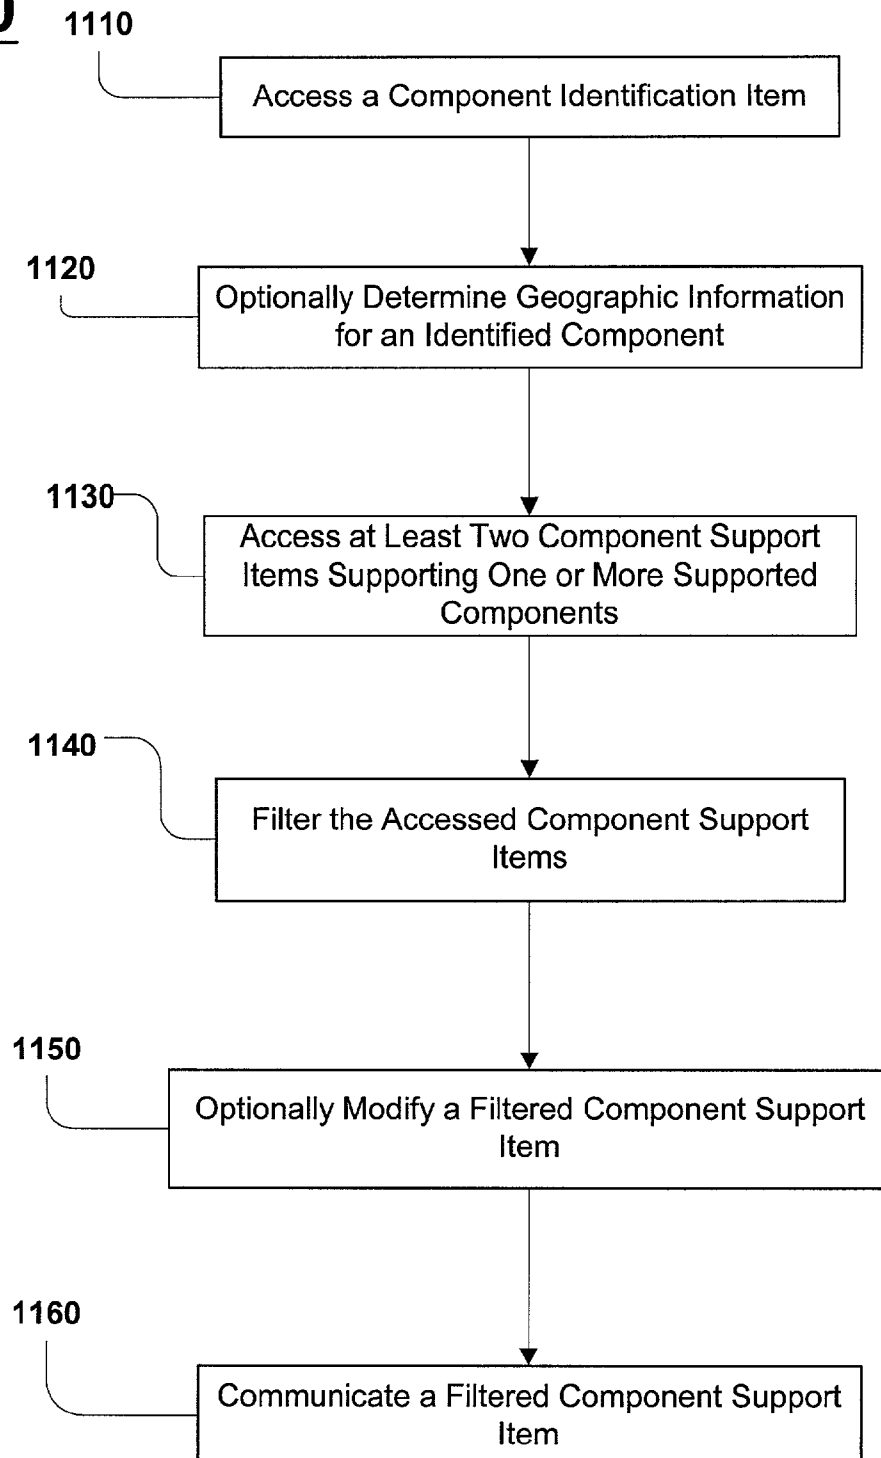 1110
Access a Component Identification Item
1120
Optionally Determine Geographic Information
for an Identified Component
1130
Access at Least Two Component Support
Items Supporting One or More Supported
Components
1140
Filter the Accessed Component Support
Items
1150
Optionally Modify a Filtered Component Support
Item
1160
Communicate a Filtered Component Support
Item